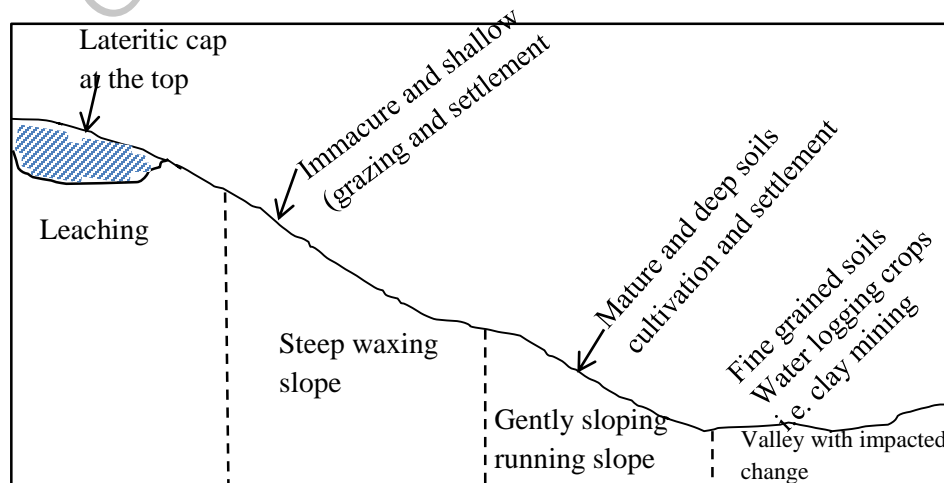 Lateritic cap
at the top
Immacure and shallow
(grazing and settlement
Mature and deep soils
cultivation and settlement
Fine grained soils
Water logging crops
i.e. clay mining
Leaching
Steep waxing
slope
Gently sloping
running slope
Valley with impacted
change